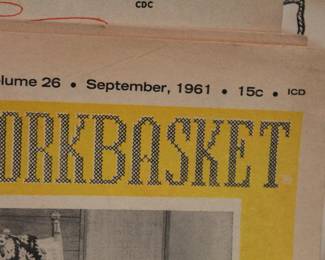 CDC
olume 26 • September, 1961 • 15c • ICD
ORKBASKET